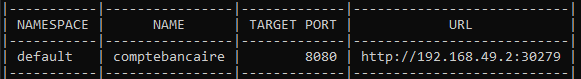 NAMESPACE | NAME | TARGET PORT | URL
default | comptebancaire | 8080 | http://192.168.49.2:30279